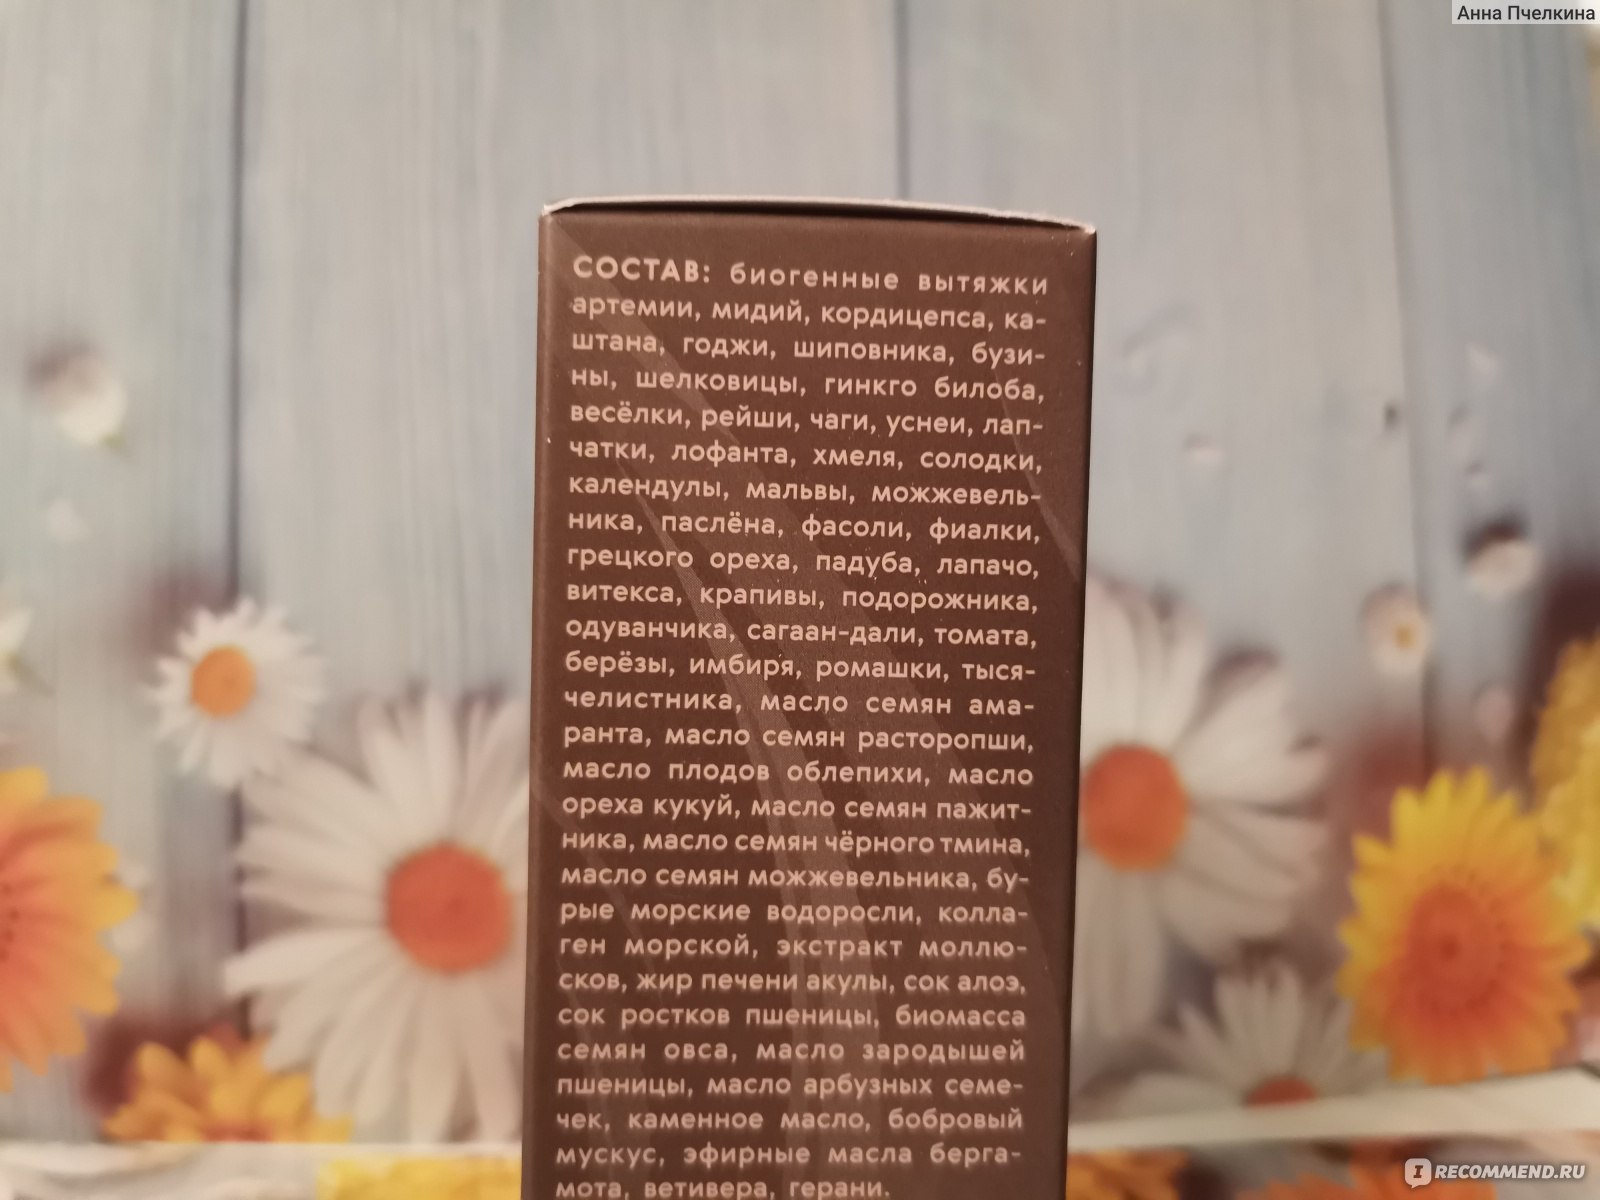 Анна Пчелкина
СОСТАВ: биогенные вытяжки
артемии, мидий, кордицепса, ка-
штана, годжи, шиповника, бузи-
ны, шелковицы, гинкго билоба,
весёлки, рейши, чаги, уснеи, лап-
чатки, лофанта, хмеля, солодки,
календулы, мальвы, можжевель-
ника, паслёна, фасоли, фиалки,
грецкого ореха, падуба, лапачо,
витекса, крапивы, подорожника,
одуванчика, сагаан-дали, томата,
берёзы, имбиря, ромашки, тыся-
челистника, масло семян ама-
ранта, масло семян расторопши,
масло плодов облепихи, масло
ореха кукуй, масло семян пажит-
ника, масло семян чёрного тмина,
масло семян можжевельника, бу-
рые морские водоросли, колла-
ген морской, экстракт моллю-
сков, жир печени акулы, сок алоэ,
сок ростков пшеницы, биомасса
семян овса, масло зародышей
пшеницы, масло арбузных семе-
чек, каменное масло, бобровый
мускус, эфирные масла берга-
мота, ветивера, герани.
IRECOMMEND.RU